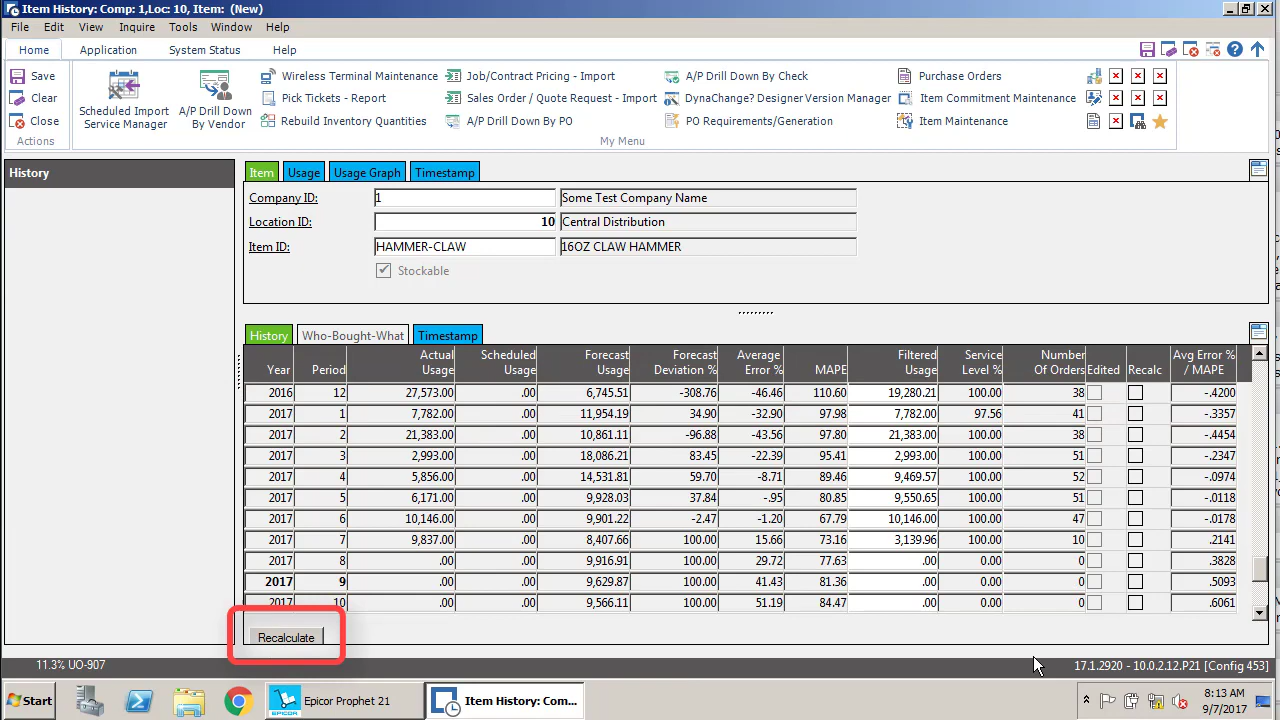 Item History: Comp: 1,Loc: 10, Item: (New)
File Edit View Inquire Tools Window Help
Home Application System Status Help
Save
Clear
Close
Actions
Scheduled Import Service Manager
A/P Drill Down By Vendor
Wireless Terminal Maintenance
Pick Tickets - Report
Rebuild Inventory Quantities
Job/Contract Pricing - Import
Sales Order / Quote Request - Import
A/P Drill Down By PO
A/P Drill Down By Check
DynaChange? Designer Version Manager
PO Requirements/Generation
Purchase Orders
Item Commitment Maintenance
Item Maintenance
My Menu
History
Item Usage Usage Graph Timestamp
Company ID: 1 Some Test Company Name
Location ID: 10 Central Distribution
Item ID: HAMMER-CLAW 16OZ CLAW HAMMER
Stockable
History Who-Bought-What Timestamp
Year Period Actual Usage Scheduled Usage Forecast Usage Forecast Deviation % Average Error % MAPE Filtered Usage Service Level % Number Of Orders Edited Recalc Avg Error % / MAPE
2016 12 27,573.00 .00 6,745.51 -308.76 -46.46 110.60 19,280.21 100.00 38 -.4200
2017 1 7,782.00 .00 11,954.19 34.90 -32.90 97.98 7,782.00 97.56 41 -.3357
2017 2 21,383.00 .00 10,861.11 -96.88 -43.56 97.80 21,383.00 100.00 38 -.4454
2017 3 2,993.00 .00 18,086.21 83.45 -22.39 95.41 2,993.00 100.00 51 -.2347
2017 4 5,856.00 .00 14,531.81 59.70 -8.71 89.46 9,469.57 100.00 52 -.0974
2017 5 6,171.00 .00 9,928.03 37.84 -.95 80.85 9,550.65 100.00 51 -.0118
2017 6 10,146.00 .00 9,901.22 -2.47 -1.20 67.79 10,146.00 100.00 47 -.0178
2017 7 9,837.00 .00 8,407.66 100.00 15.66 73.16 3,139.96 100.00 10 .2141
2017 8 .00 .00 9,916.91 100.00 29.72 77.63 .00 0.00 0 .3828
2017 9 .00 .00 9,629.87 100.00 41.43 81.36 .00 0.00 0 .5093
2017 10 .00 .00 9,566.11 100.00 51.19 84.47 .00 0.00 0 .6061
Recalculate
11.3% UO-907 17.1.2920 - 10.0.2.12.P21 [Config 453]
Start Epicor Prophet 21 Item History: Com... 8:13 AM
EPICOR 9/7/2017